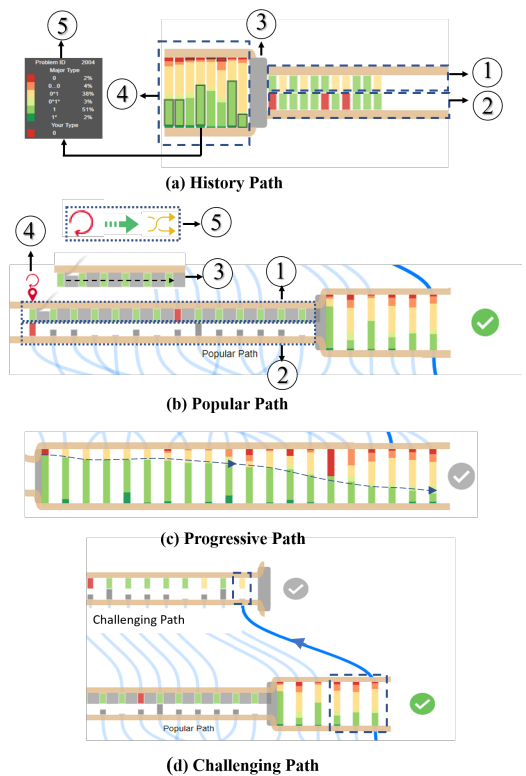 5
Problem ID 2004
Major Type
0 2%
0...0 4%
0*1 38%
0*1* 3%
1 51%
1* 2%
Your Type
0
3
4
1
2
(a) History Path
4
5
3
1
Popular Path
2
(b) Popular Path
(c) Progressive Path
Challenging Path
Popular Path
(d) Challenging Path